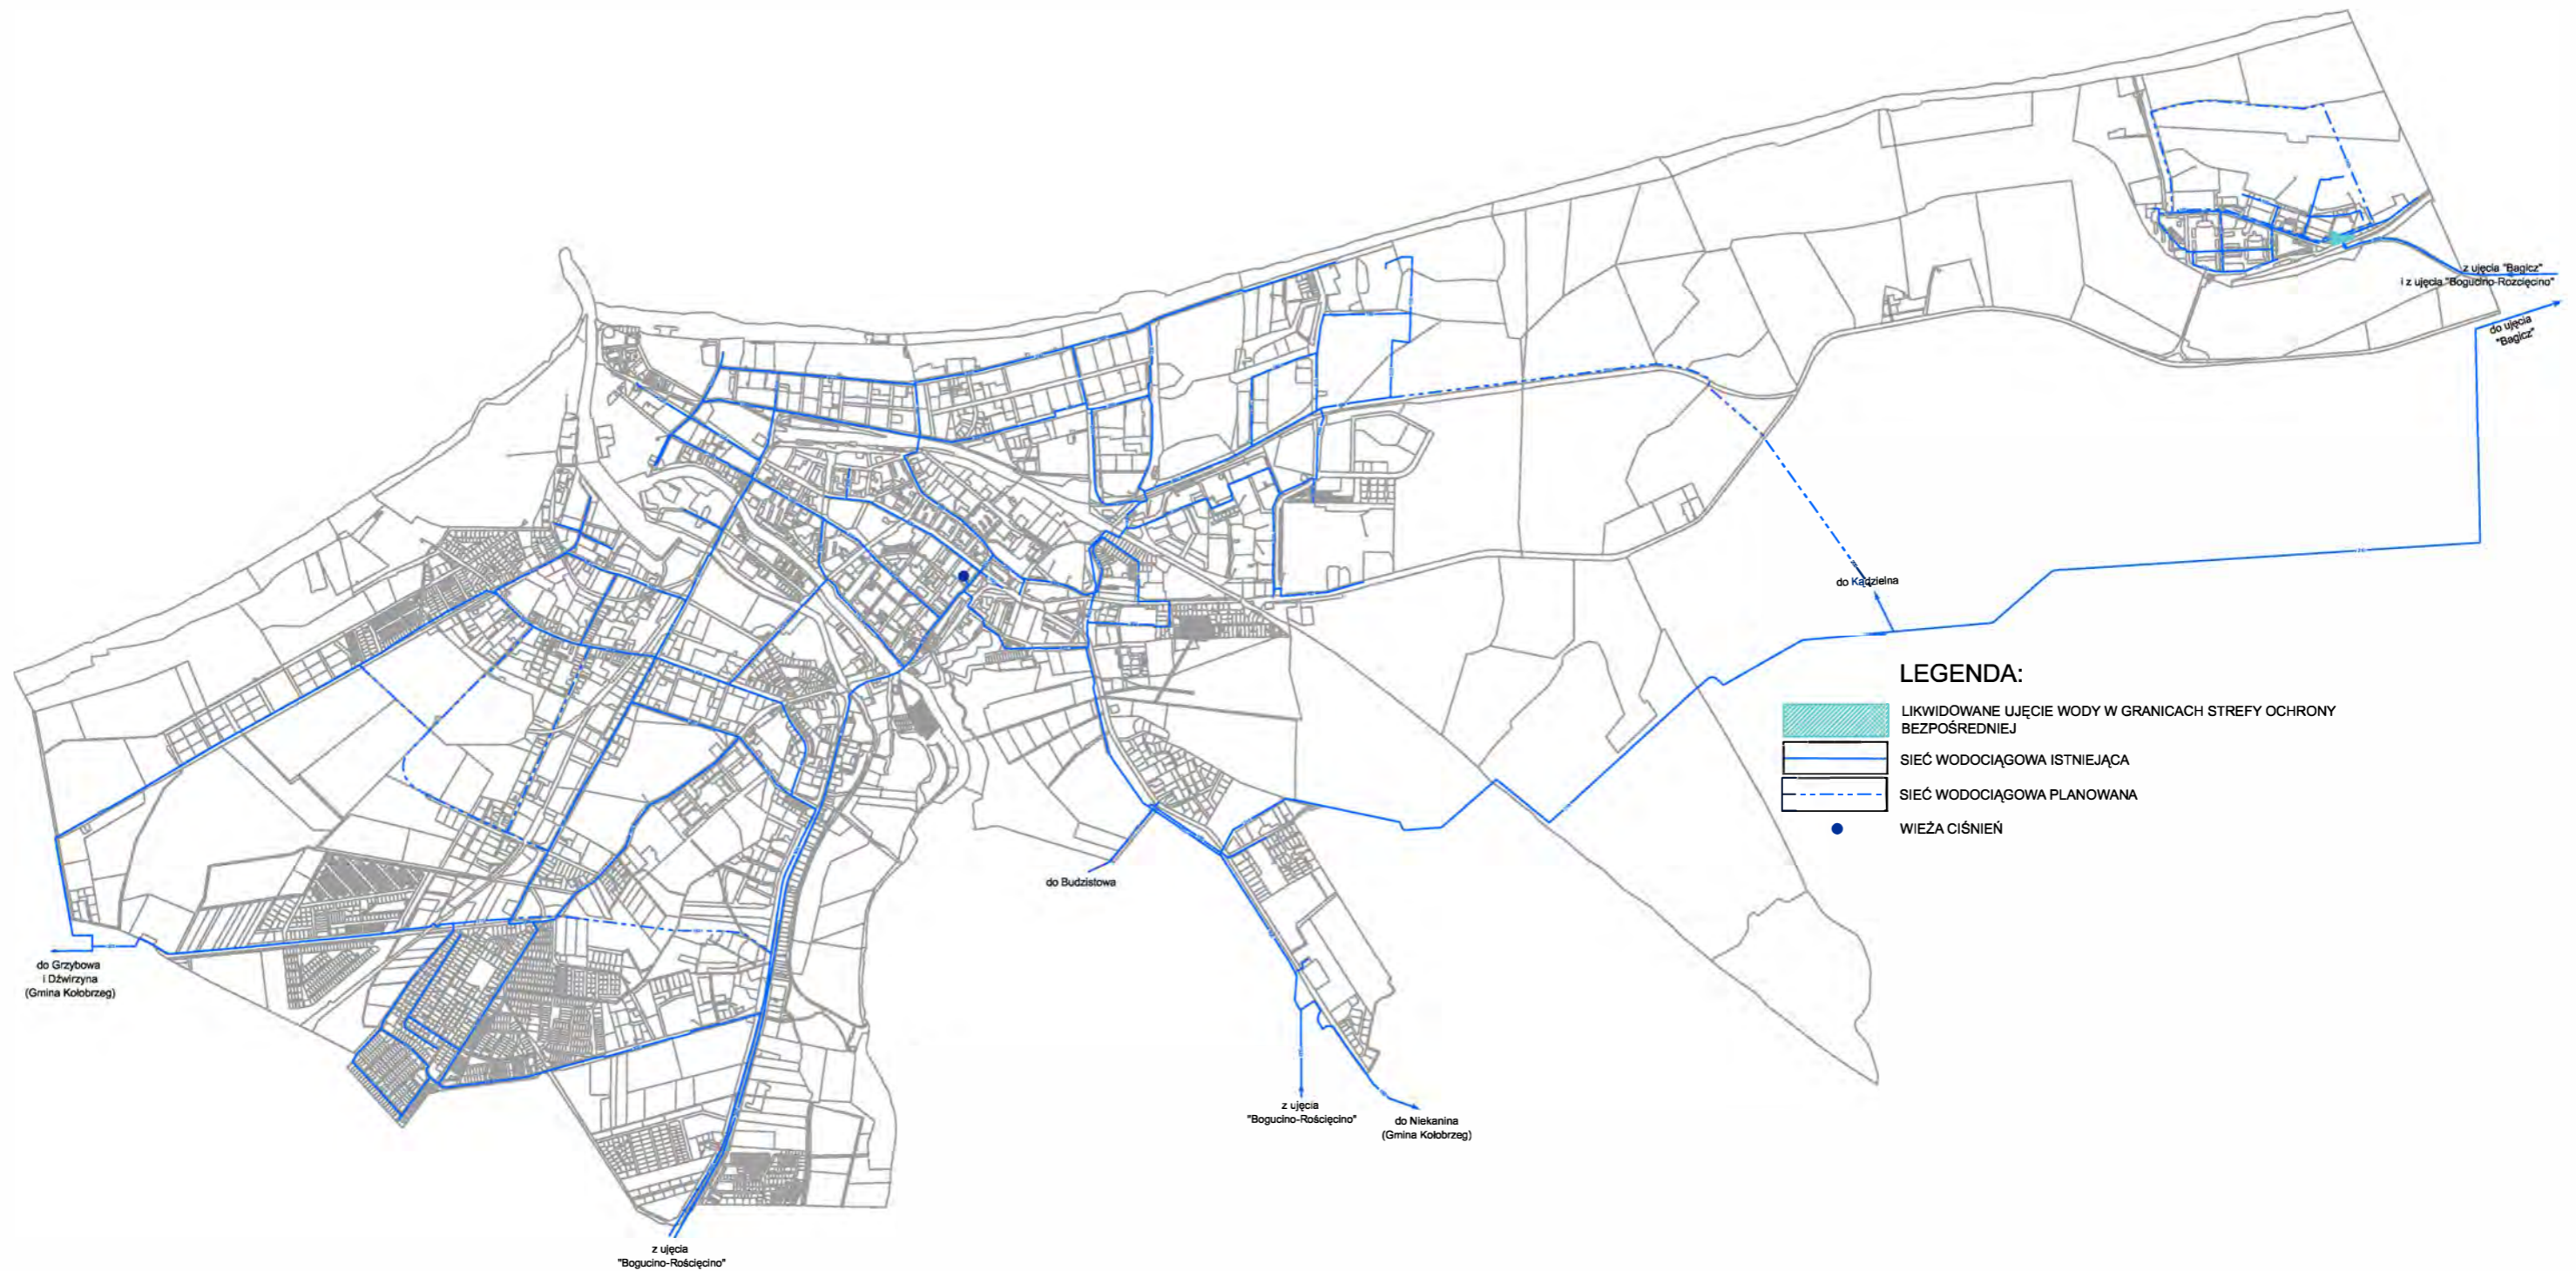 z ujęcia "Bagicz"
i z ujęcia "Bogucino-Rozcięcino"
do ujęcia
"Bagicz"
do Kądzielna
LEGENDA:
LIKWIDOWANE UJĘCIE WODY W GRANICACH STREFY OCHRONY
BEZPOŚREDNIEJ
SIEĆ WODOCIĄGOWA ISTNIEJĄCA
SIEĆ WODOCIĄGOWA PLANOWANA
WIEŻA CIŚNIEŃ
do Budzistowa
do Grzybowa
i Dźwirzyna
(Gmina Kołobrzeg)
z ujęcia
"Bogucino-Rościęcino"
do Niekanina
(Gmina Kołobrzeg)
z ujęcia
"Bogucino-Rościęcino"